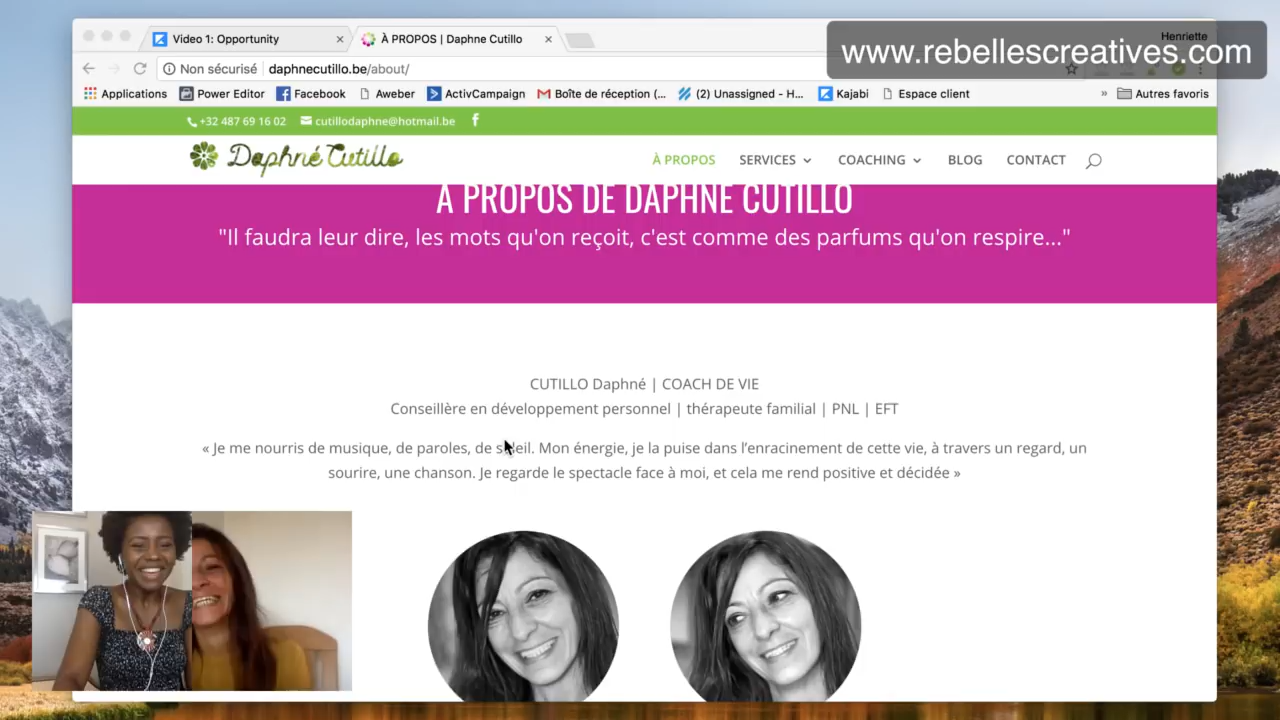 Henriette
www.rebellescreatives.com
Video 1: Opportunity
À PROPOS | Daphne Cutillo
Non sécurisé
daphnecutillo.be/about/
Applications
Power Editor
Facebook
Aweber
ActivCampaign
Boîte de réception (...
(2) Unassigned - H...
Kajabi
Espace client
»
Autres favoris
+32 487 69 16 02
cutillodaphne@hotmail.be
Daphné Cutillo
À PROPOS
SERVICES
COACHING
BLOG
CONTACT
À PROPOS DE DAPHNE CUTILLO
"Il faudra leur dire, les mots qu'on reçoit, c'est comme des parfums qu'on respire..."
CUTILLO Daphné | COACH DE VIE
Conseillère en développement personnel | thérapeute familial | PNL | EFT
« Je me nourris de musique, de paroles, de soleil. Mon énergie, je la puise dans l'enracinement de cette vie, à travers un regard, un
sourire, une chanson. Je regarde le spectacle face à moi, et cela me rend positive et décidée »